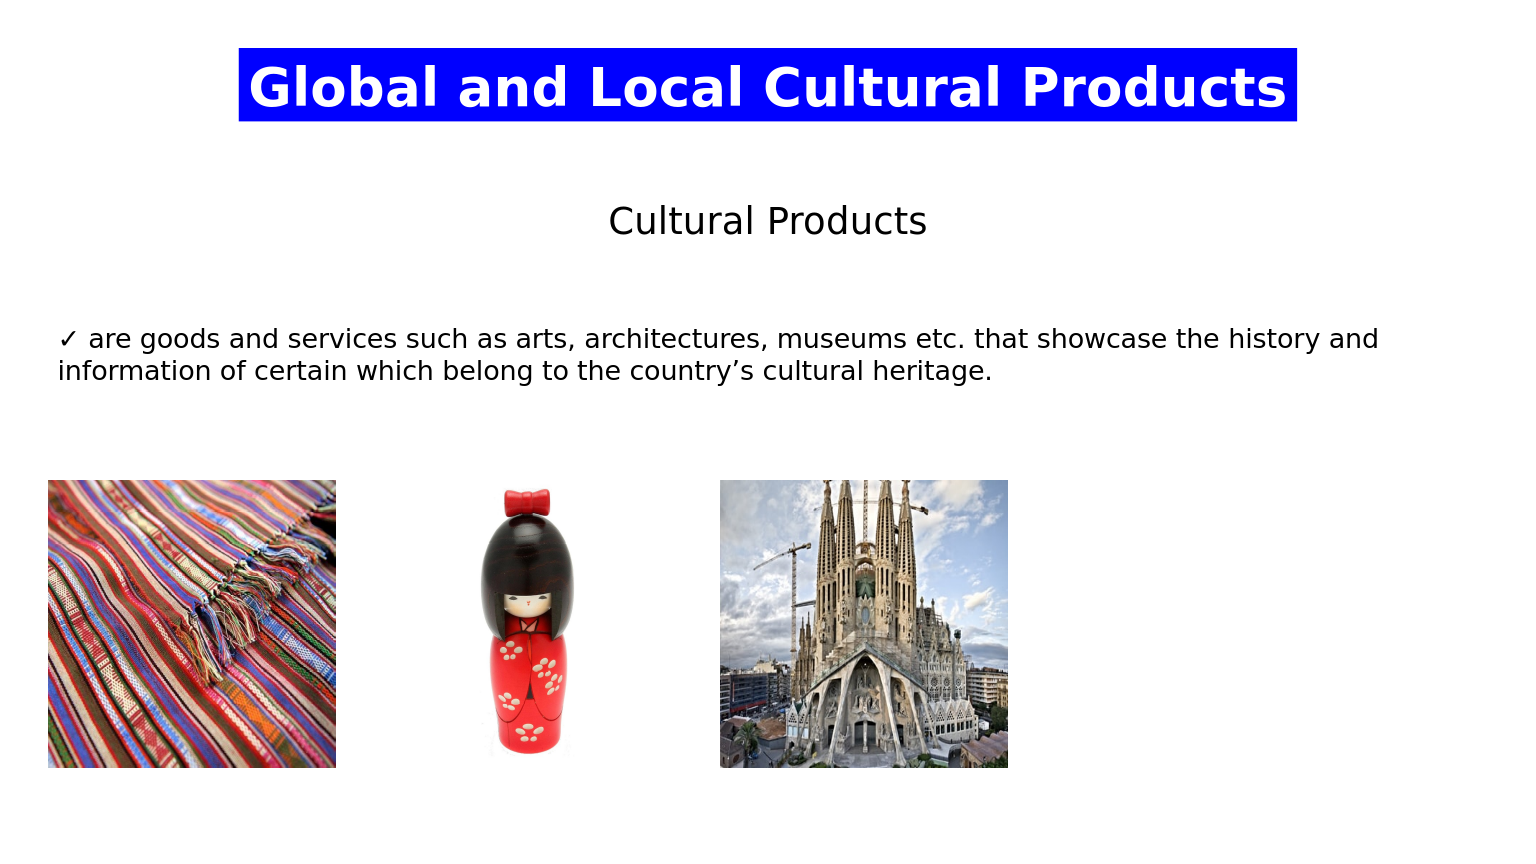 Global and Local Cultural Products
Cultural Products
✓ are goods and services such as arts, architectures, museums etc. that showcase the history and
information of certain which belong to the country’s cultural heritage.